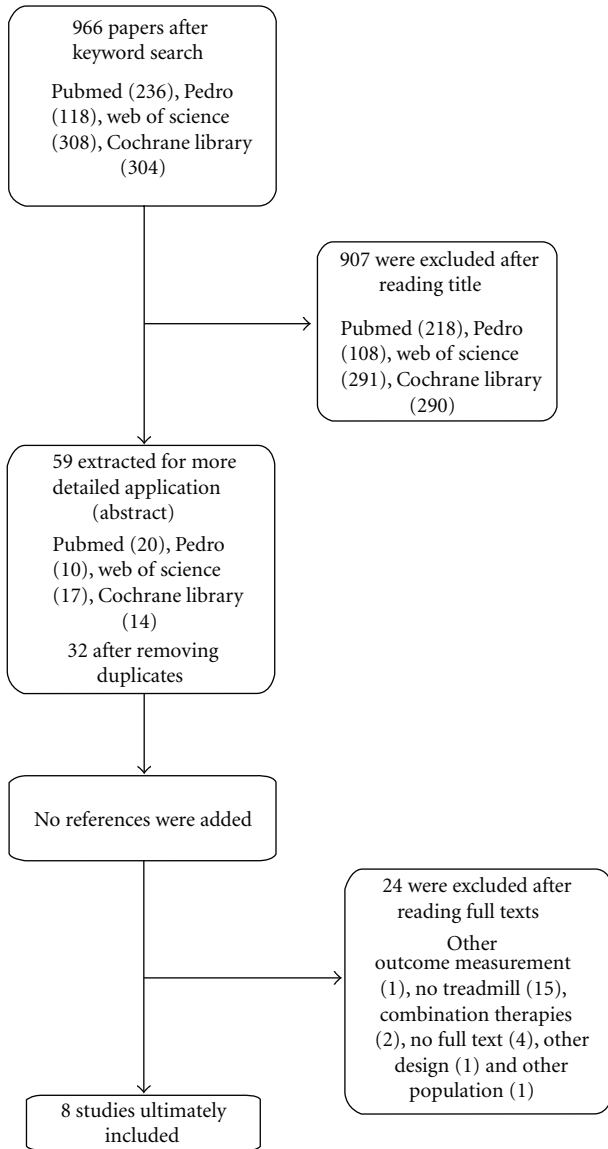 966 papers after
keyword search
Pubmed (236), Pedro
(118), web of science
(308), Cochrane library
(304)
907 were excluded after
reading title
Pubmed (218), Pedro
(108), web of science
(291), Cochrane library
(290)
59 extracted for more
detailed application
(abstract)
Pubmed (20), Pedro
(10), web of science
(17), Cochrane library
(14)
32 after removing
duplicates
No references were added
24 were excluded after
reading full texts
Other
outcome measurement
(1), no treadmill (15),
combination therapies
(2), no full text (4), other
design (1) and other
population (1)
8 studies ultimately
included